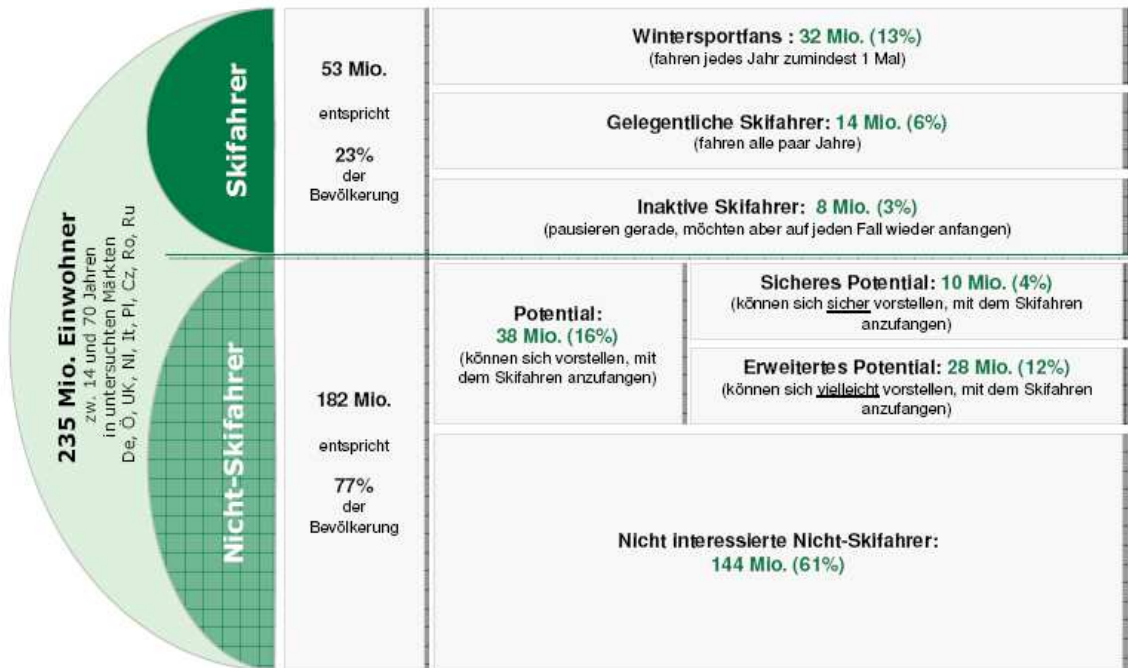 235 Mio. Einwohner
zw. 14 und 70 Jahren
in untersuchten Märkten
De, Ö, UK, Nl, It, Pl, Cz, Ro, Ru
Skifahrer
53 Mio.
entspricht
23%
der
Bevölkerung
Wintersportfans : 32 Mio. (13%)
(fahren jedes Jahr zumindest 1 Mal)
Gelegentliche Skifahrer: 14 Mio. (6%)
(fahren alle paar Jahre)
Inaktive Skifahrer: 8 Mio. (3%)
(pausieren gerade, möchten aber auf jeden Fall wieder anfangen)
Nicht-Skifahrer
182 Mio.
entspricht
77%
der
Bevölkerung
Potential:
38 Mio. (16%)
(können sich vorstellen, mit
dem Skifahren anzufangen)
Sicheres Potential: 10 Mio. (4%)
(können sich sicher vorstellen, mit dem Skifahren
anzufangen)
Erweitertes Potential: 28 Mio. (12%)
(können sich vielleicht vorstellen, mit dem Skifahren
anzufangen)
Nicht interessierte Nicht-Skifahrer:
144 Mio. (61%)